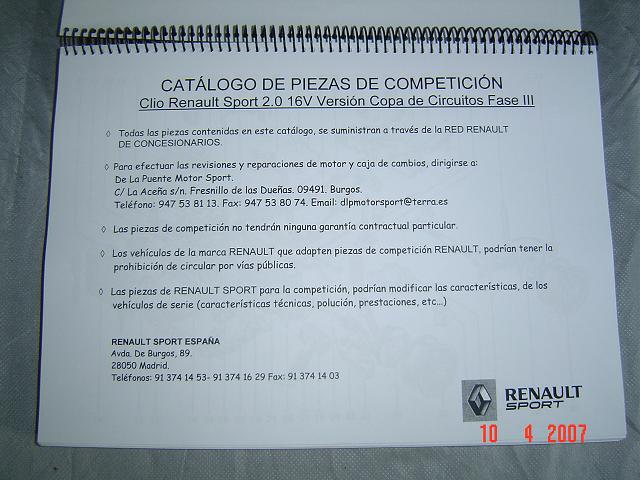 CATÁLOGO DE PIEZAS DE COMPETICIÓN
Clio Renault Sport 2.0 16V Versión Copa de Circuitos Fase III
◊ Todas las piezas contenidas en este catálogo, se suministran a través de la RED RENAULT
DE CONCESIONARIOS.
◊ Para efectuar las revisiones y reparaciones de motor y caja de cambios, dirigirse a:
De La Puente Motor Sport.
C/ La Aceña s/n. Fresnillo de las Dueñas. 09491. Burgos.
Teléfono: 947 53 81 13. Fax: 947 53 80 74. Email: dlpmotorsport@terra.es
◊ Las piezas de competición no tendrán ninguna garantía contractual particular.
◊ Los vehículos de la marca RENAULT que adapten piezas de competición RENAULT, podrían tener la
prohibición de circular por vías públicas.
◊ Las piezas de RENAULT SPORT para la competición, podrían modificar las características, de los
vehículos de serie (características técnicas, polución, prestaciones, etc...)
RENAULT SPORT ESPAÑA
Avda. De Burgos, 89.
28050 Madrid.
Teléfonos: 91 374 14 53- 91 374 16 29 Fax: 91 374 14 03
RENAULT
SPORT
10 4 2007